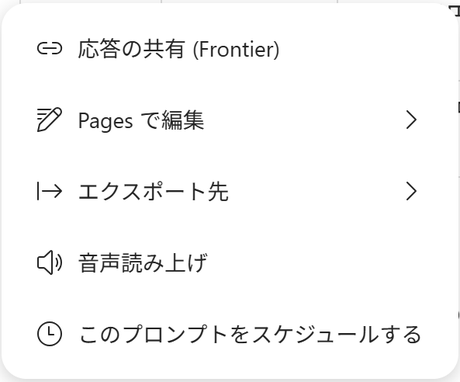 応答の共有 (Frontier)
Pages で編集
エクスポート先
音声読み上げ
このプロンプトをスケジュールする